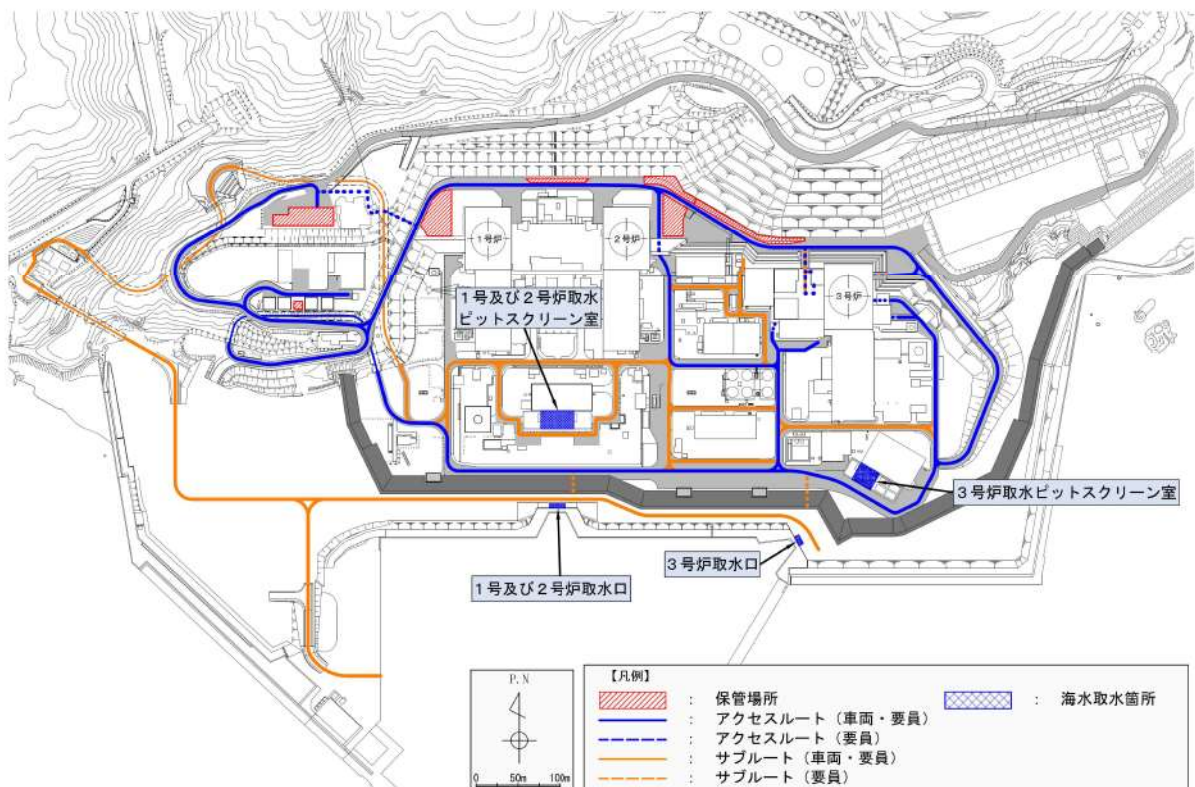 1号炉
2号炉
1号及び2号炉取水
ピットスクリーン室
3号炉
3号炉取水ピットスクリーン室
3号炉取水口
1号及び2号炉取水口
P.N
0 50m 100m
【凡例】
： 保管場所
： 海水取水箇所
： アクセスルート（車両・要員）
： アクセスルート（要員）
： サブルート（車両・要員）
： サブルート（要員）